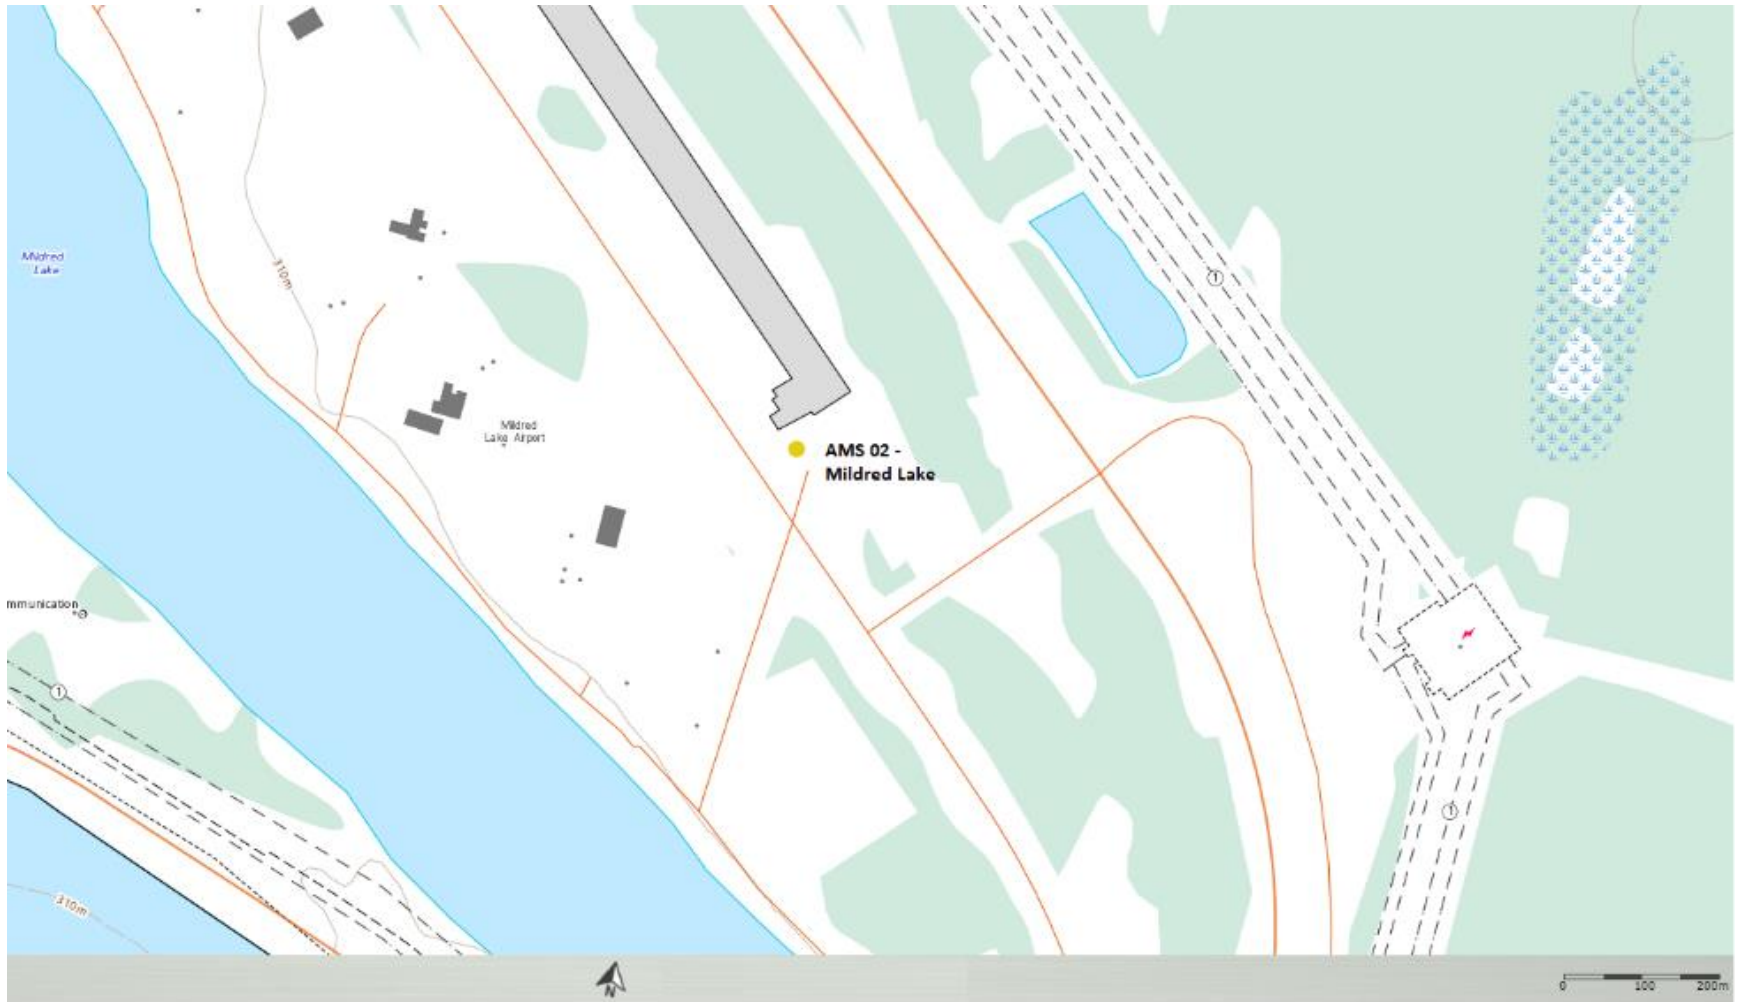 Mildred
Lake
310m
1
Mildred
Lake Airport
AMS 02 -
Mildred Lake
mmunication
1
1
310m
N
0 100 200m